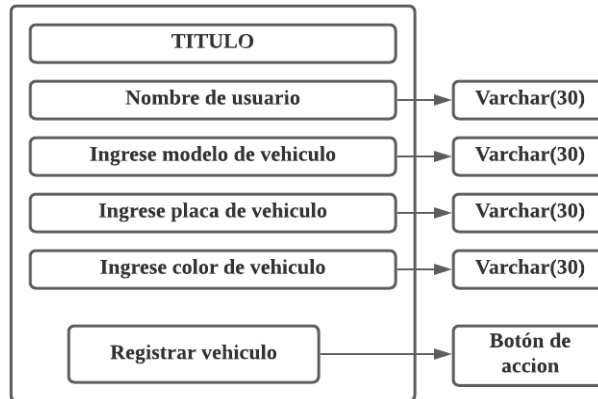 TITULO
Nombre de usuario
Varchar(30)
Ingrese modelo de vehiculo
Varchar(30)
Ingrese placa de vehiculo
Varchar(30)
Ingrese color de vehiculo
Varchar(30)
Registrar vehiculo
Botón de
accion